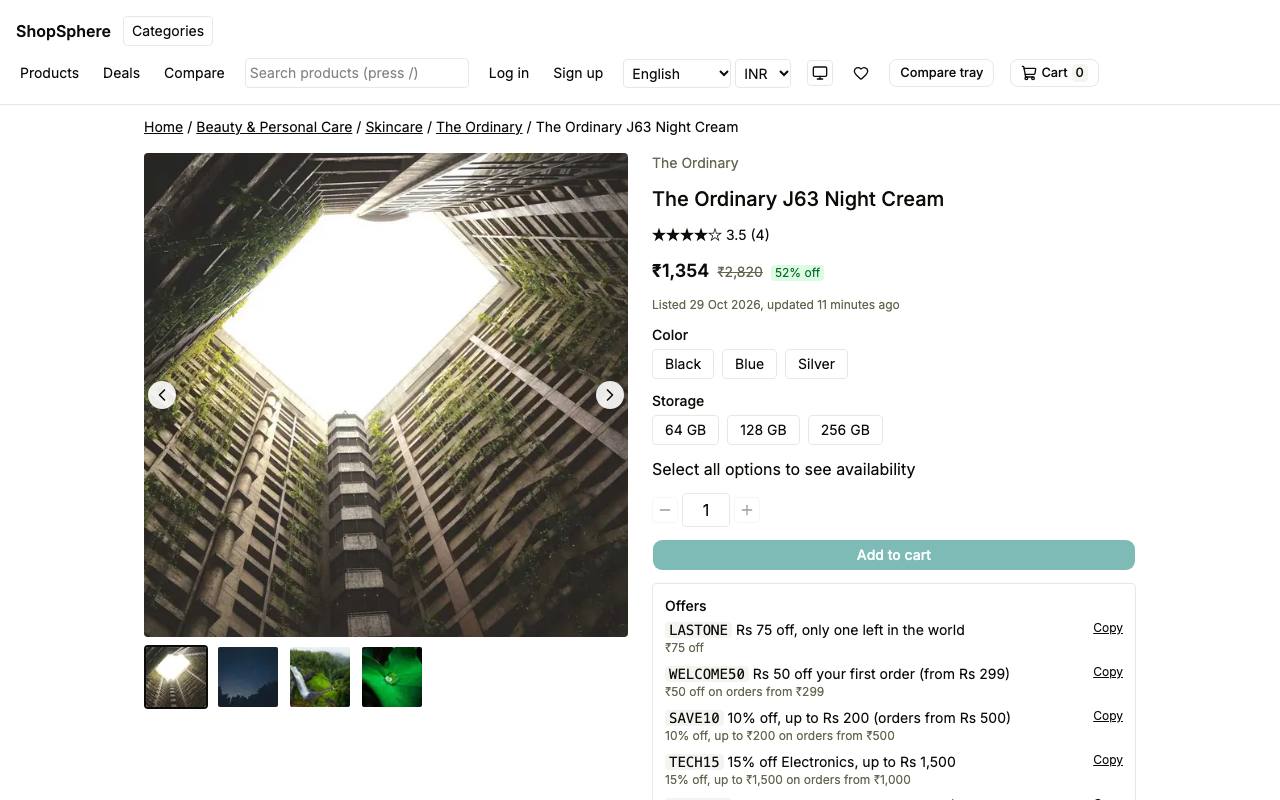 ShopSphere Categories
Products Deals Compare Search products (press /) Log in Sign up English INR Compare tray Cart 0
Home / Beauty & Personal Care / Skincare / The Ordinary / The Ordinary J63 Night Cream
The Ordinary
The Ordinary J63 Night Cream
★★★★☆ 3.5 (4)
₹1,354 ₹2,820 52% off
Listed 29 Oct 2026, updated 11 minutes ago
Color
Black Blue Silver
Storage
64 GB 128 GB 256 GB
Select all options to see availability
1
Add to cart
Offers
LASTONE Rs 75 off, only one left in the world Copy
₹75 off
WELCOME50 Rs 50 off your first order (from Rs 299) Copy
₹50 off on orders from ₹299
SAVE10 10% off, up to Rs 200 (orders from Rs 500) Copy
10% off, up to ₹200 on orders from ₹500
TECH15 15% off Electronics, up to Rs 1,500 Copy
15% off, up to ₹1,500 on orders from ₹1,000